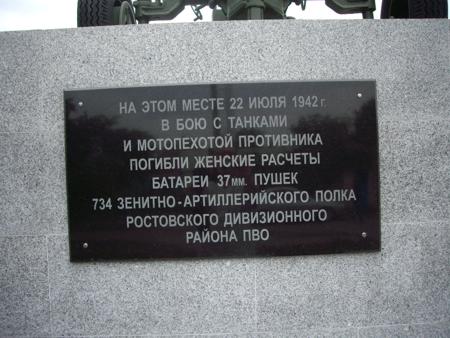 НА ЭТОМ МЕСТЕ 22 ИЮЛЯ 1942 г.
В БОЮ С ТАНКАМИ
И МОТОПЕХОТОЙ ПРОТИВНИКА
ПОГИБЛИ ЖЕНСКИЕ РАСЧЕТЫ
БАТАРЕИ 37мм. ПУШЕК
734 ЗЕНИТНО-АРТИЛЛЕРИЙСКОГО ПОЛКА
РОСТОВСКОГО ДИВИЗИОННОГО
РАЙОНА ПВО